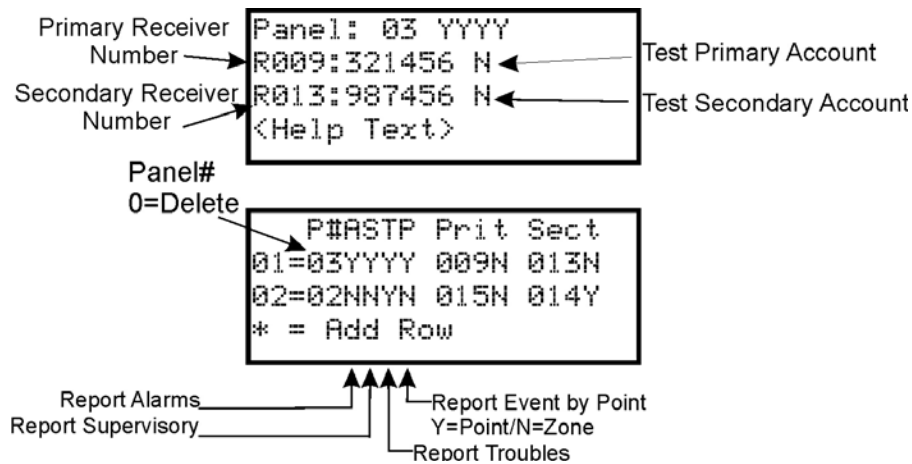 Primary Receiver
Number
Panel: 03 YYYY
R009:321456 N
Test Primary Account
Secondary Receiver
Number
R013:987456 N
Test Secondary Account
<Help Text>
Panel#
0=Delete
P#ASTP Prit Sect
01=03YYYY 009N 013N
02=02NNYN 015N 014Y
* = Add Row
Report Alarms
Report Supervisory
Report Event by Point
Y=Point/N=Zone
Report Troubles